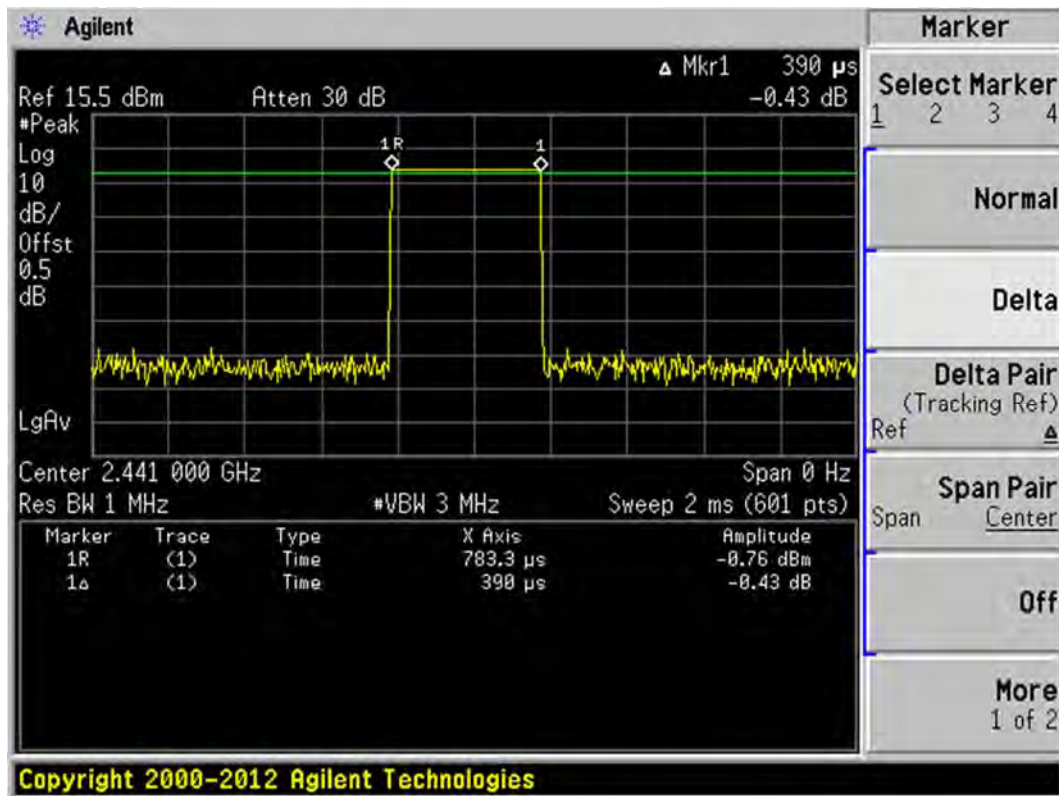 Agilent
Marker
Δ Mkr1 390 µs
Ref 15.5 dBm Atten 30 dB -0.43 dB
#Peak
Log
10
dB/
Offst
0.5
dB
1R 1
LgAv
Center 2.441 000 GHz Span 0 Hz
Res BW 1 MHz #VBW 3 MHz Sweep 2 ms (601 pts)
Marker Trace Type X Axis Amplitude
1R (1) Time 783.3 µs -0.76 dBm
1Δ (1) Time 390 µs -0.43 dB
Select Marker
1 2 3 4
Normal
Delta
Delta Pair
(Tracking Ref)
Ref Δ
Span Pair
Span Center
Off
More
1 of 2
Copyright 2000-2012 Agilent Technologies